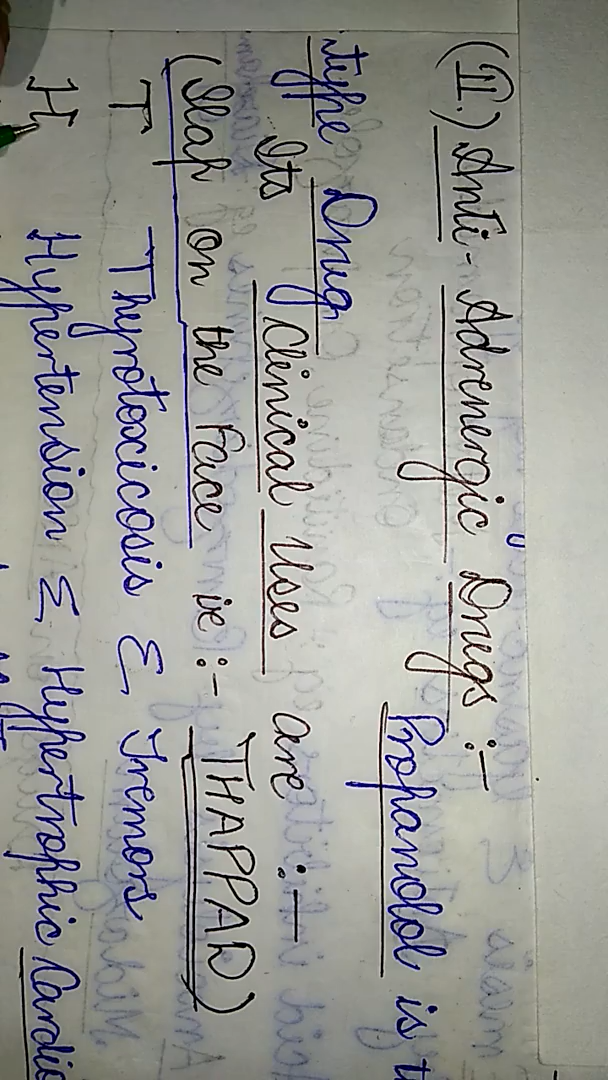 (II.) Anti-Adrenergic Drugs :-
Propanolol is
type Drug
Its Clinical Uses are :-
(Slap on the face ie :- THAPPAD)
T Thyrotoxicosis & Tremors
H Hypertension & Hypertrophic Cardio